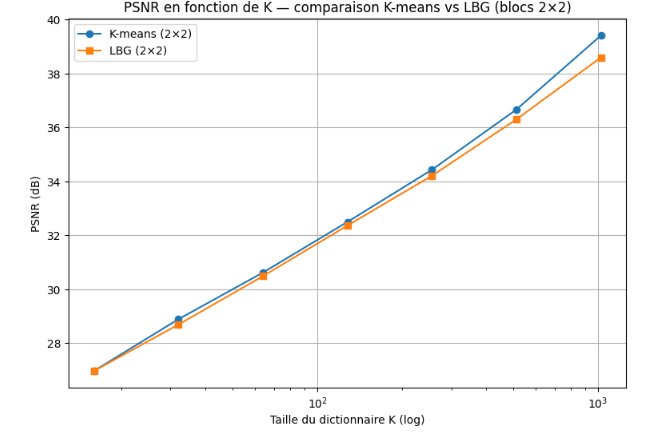 PSNR en fonction de K — comparaison K-means vs LBG (blocs 2×2)
K-means (2×2)
LBG (2×2)
PSNR (dB)
40
38
36
34
32
30
28
10²
10³
Taille du dictionnaire K (log)